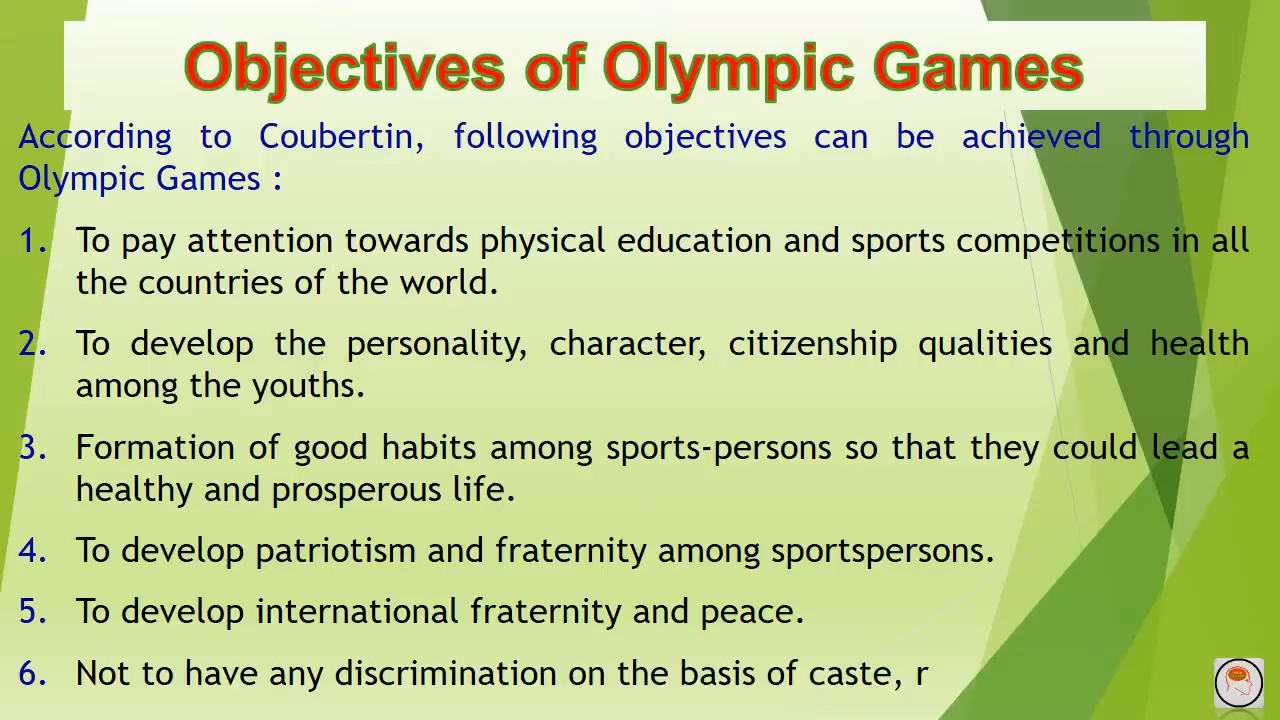 Objectives of Olympic Games
According to Coubertin, following objectives can be achieved through
Olympic Games :
1. To pay attention towards physical education and sports competitions in all
the countries of the world.
2. To develop the personality, character, citizenship qualities and health
among the youths.
3. Formation of good habits among sports-persons so that they could lead a
healthy and prosperous life.
4. To develop patriotism and fraternity among sportspersons.
5. To develop international fraternity and peace.
6. Not to have any discrimination on the basis of caste, r